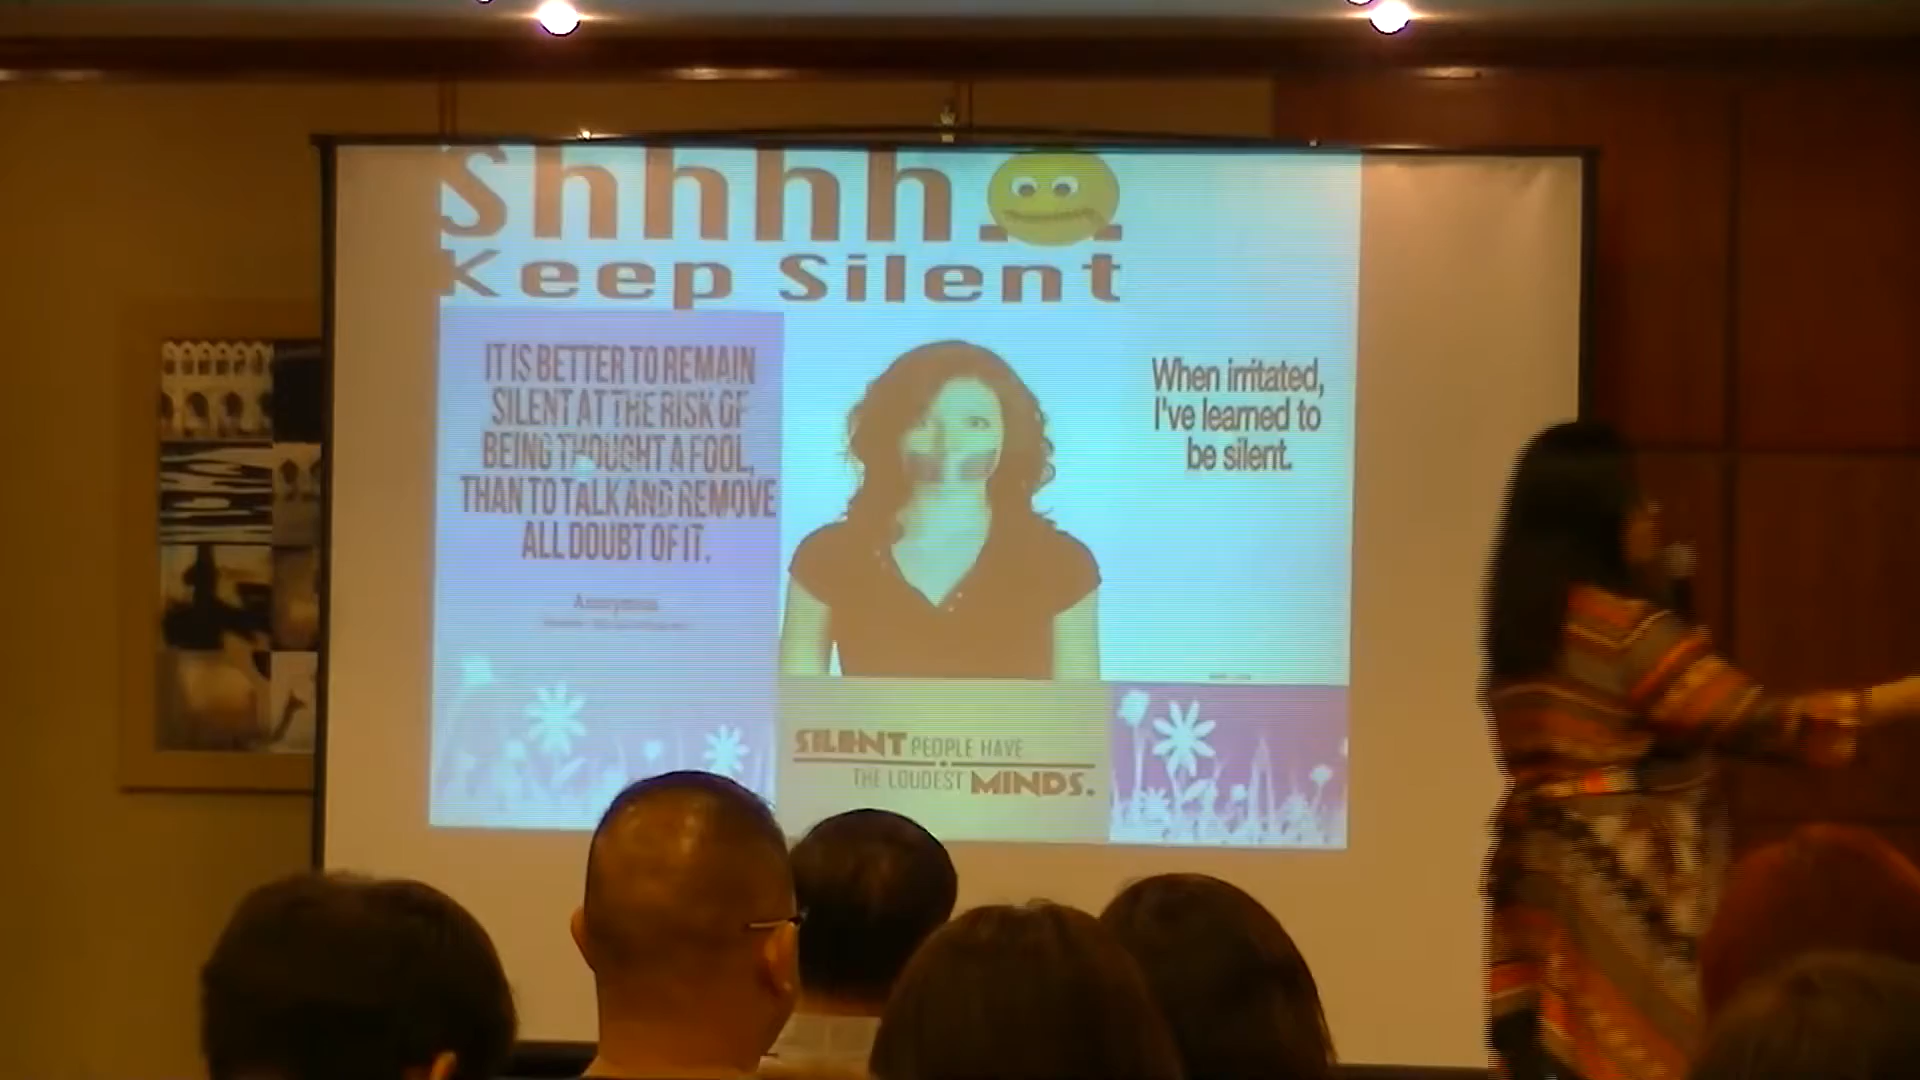 Shhhh...
Keep Silent
IT IS BETTER TO REMAIN
SILENT AT THE RISK OF
BEING THOUGHT A FOOL,
THAN TO TALK AND REMOVE
ALL DOUBT OF IT.
Anonymous
When irritated,
I've learned to
be silent.
SILENT PEOPLE HAVE
THE LOUDEST MINDS.